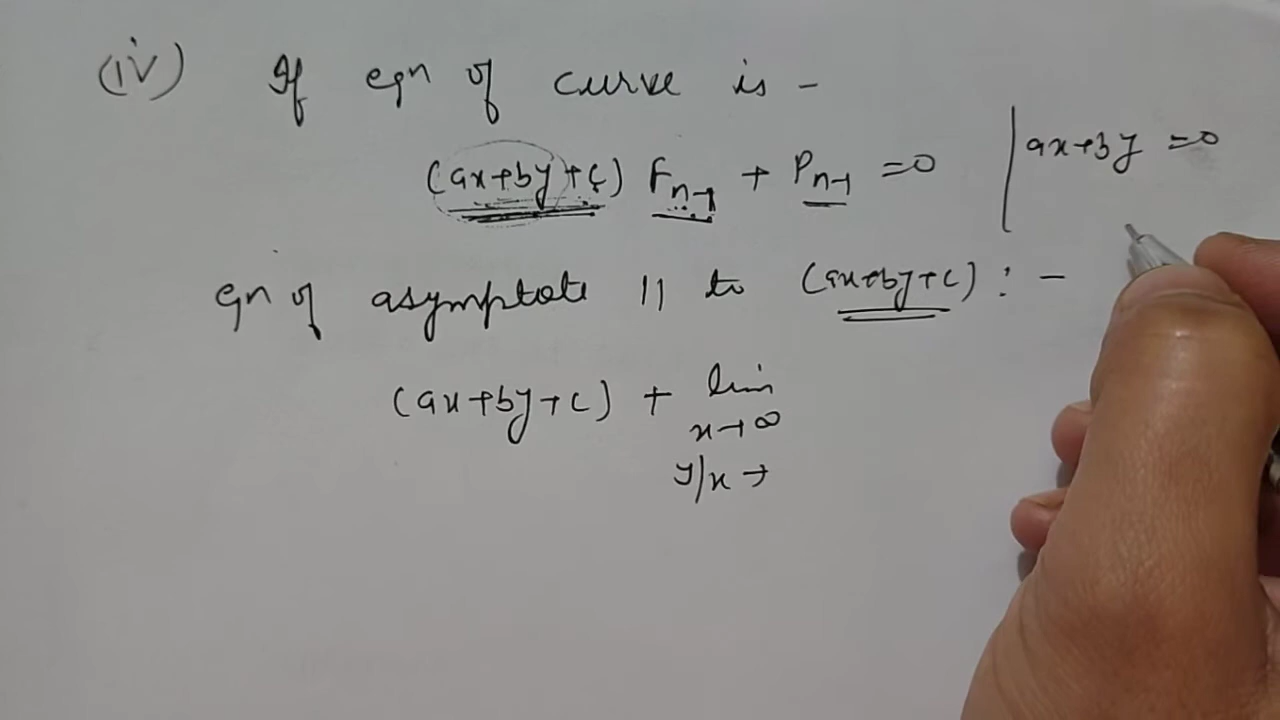 (iv) If eqn of curve is -
(ax+by+c) Fn-1 + Pn-1 =0
ax+by =0
eqn of asymptote || to (ax+by+c) : -
(ax+by+c) + lim
x→∞
y/x →